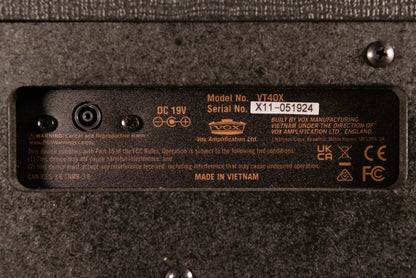 Model No. VT40X
DC 19V
Serial No. X11-051924
VOX
Vox Amplification Ltd.
BUILT BY VOX MANUFACTURING
VIETNAM UNDER THE DIRECTION OF
VOX AMPLIFICATION LTD, ENGLAND.
Cancer and Reproductive Harm
www.P65Warnings.ca.gov
This device complies with Part 15 of the FCC Rules. Operation is subject to the following two conditions:
(1) This device may not cause harmful interference, and
(2) this device must accept any interference received, including interference that may cause undesired operation.
MADE IN VIETNAM
UK
CA
CE